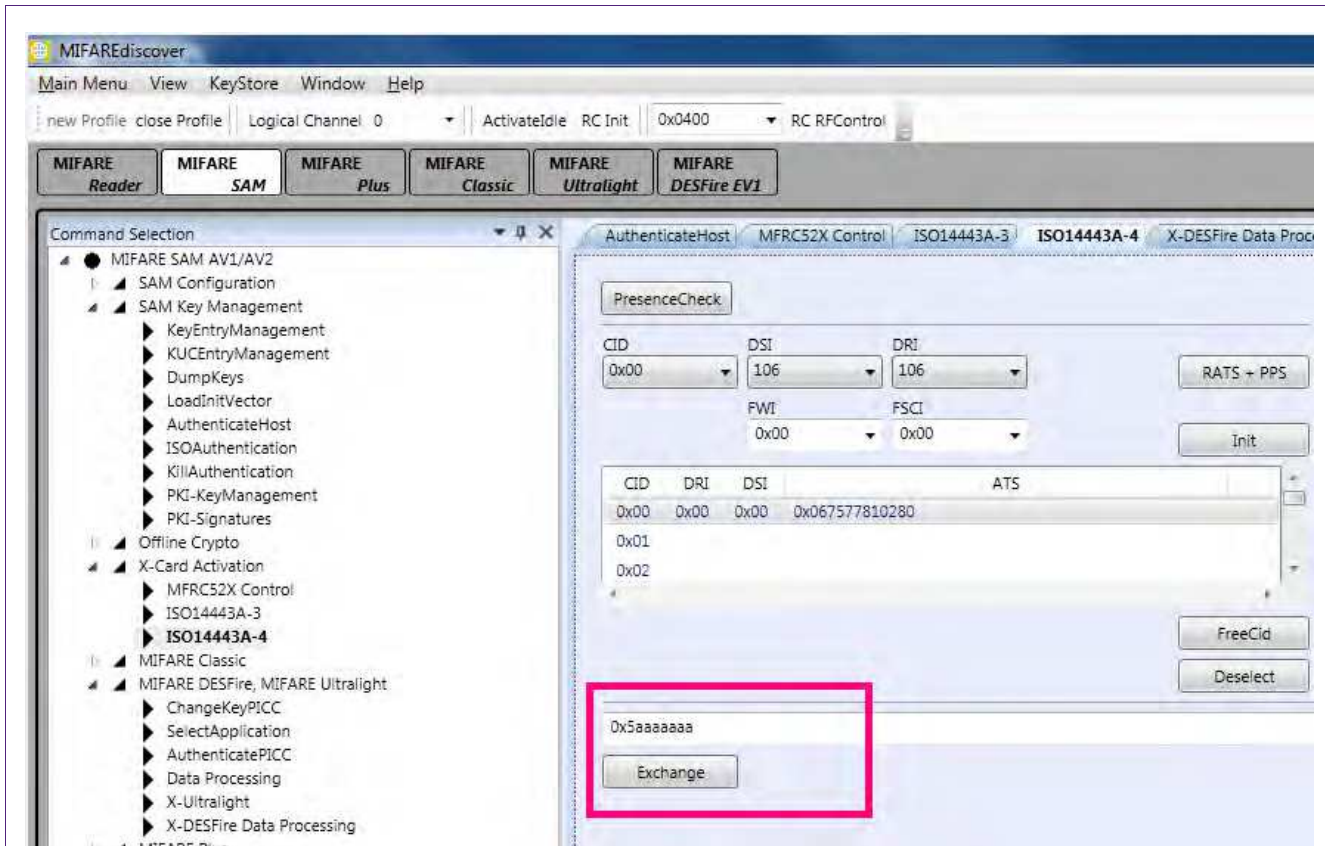 MIFAREdiscover
Main Menu View KeyStore Window Help
new Profile close Profile Logical Channel 0 ActivateIdle RC Init 0x0400 RC RFControl
MIFARE Reader MIFARE SAM MIFARE Plus MIFARE Classic MIFARE Ultralight MIFARE DESFire EV1
Command Selection
MIFARE SAM AV1/AV2
SAM Configuration
SAM Key Management
KeyEntryManagement
KUCEntryManagement
DumpKeys
LoadInitVector
AuthenticateHost
ISOAuthentication
KillAuthentication
PKI-KeyManagement
PKI-Signatures
Offline Crypto
X-Card Activation
MFRC52X Control
ISO14443A-3
ISO14443A-4
MIFARE Classic
MIFARE DESFire, MIFARE Ultralight
ChangeKeyPICC
SelectApplication
AuthenticatePICC
Data Processing
X-Ultralight
X-DESFire Data Processing
AuthenticateHost MFRC52X Control ISO14443A-3 ISO14443A-4 X-DESFire Data Proc
PresenceCheck
CID DSI DRI
0x00 106 106 RATS + PPS
FWI FSCI
0x00 0x00 Init
CID DRI DSI ATS
0x00 0x00 0x00 0x067577810280
0x01
0x02
FreeCid
Deselect
0x5aaaaaaa
Exchange